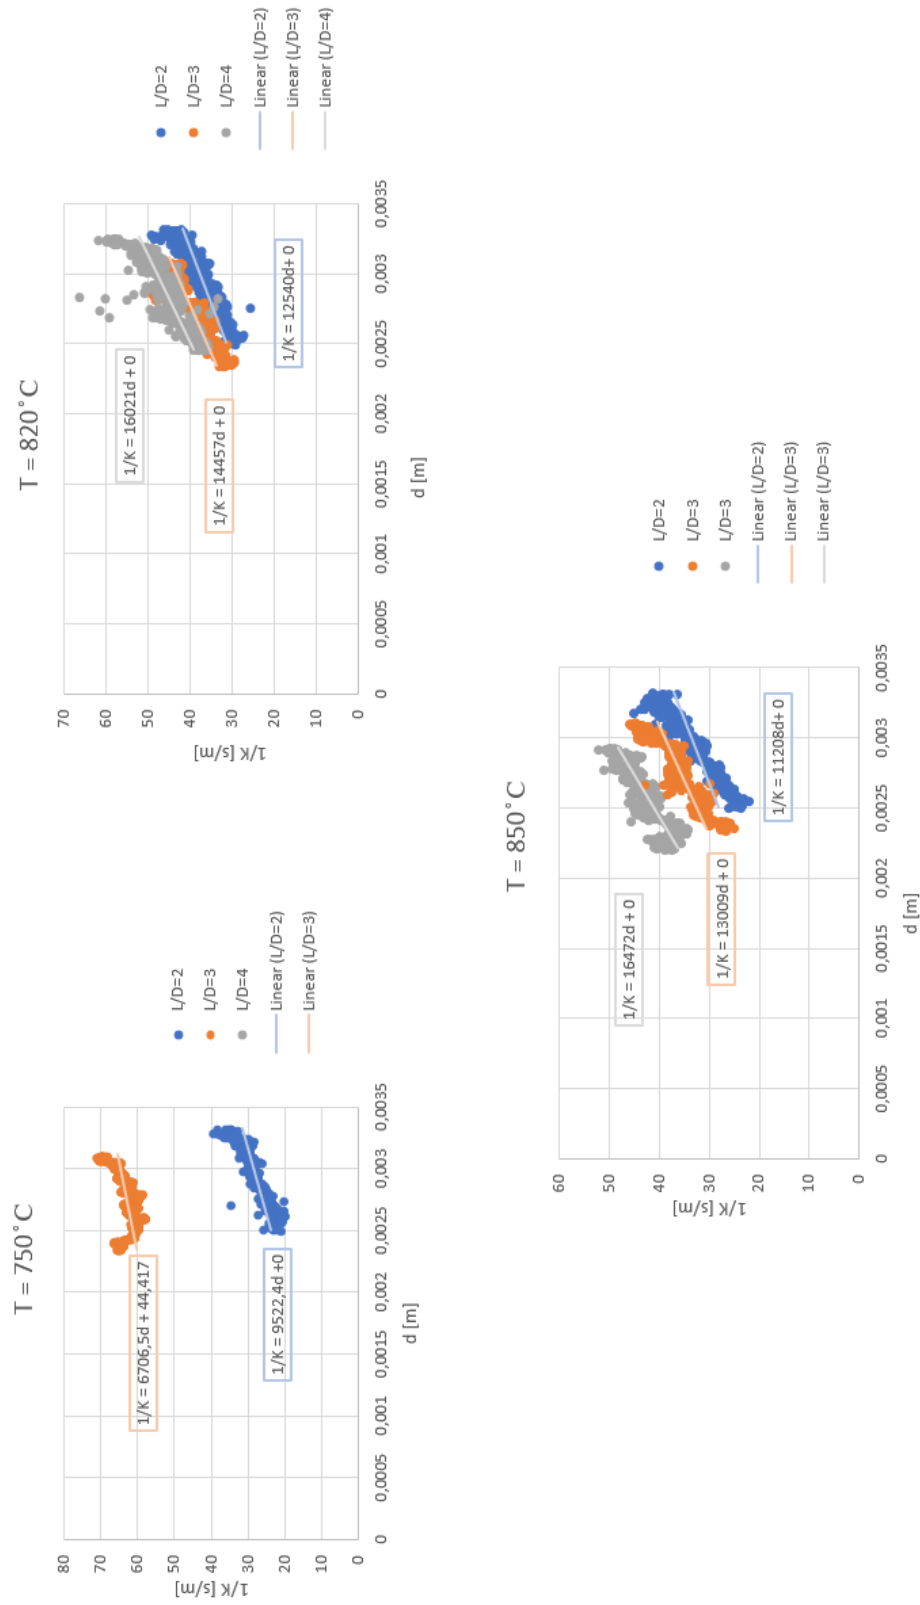 T = 750°C
1/K [s/m]
80
70
60
50
40
30
20
10
0
0
0,0005
0,001
0,0015
0,002
0,0025
0,003
0,0035
d [m]
1/K = 6706,5d + 44,417
1/K = 9522,4d +0
L/D=2
L/D=3
L/D=4
Linear (L/D=2)
Linear (L/D=3)
T = 820°C
1/K [s/m]
70
60
50
40
30
20
10
0
0
0,0005
0,001
0,0015
0,002
0,0025
0,003
0,0035
d [m]
1/K = 16021d + 0
1/K = 14457d + 0
1/K = 12540d+ 0
L/D=2
L/D=3
L/D=4
Linear (L/D=2)
Linear (L/D=3)
Linear (L/D=4)
T = 850°C
1/K [s/m]
60
50
40
30
20
10
0
0
0,0005
0,001
0,0015
0,002
0,0025
0,003
0,0035
d [m]
1/K = 16472d + 0
1/K = 13009d + 0
1/K = 11208d+ 0
L/D=2
L/D=3
L/D=3
Linear (L/D=2)
Linear (L/D=3)
Linear (L/D=3)